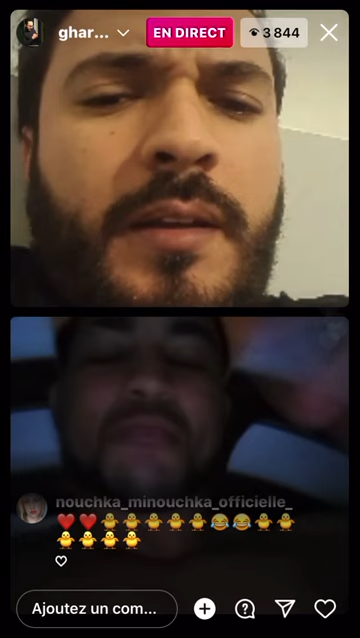 ghar...
EN DIRECT
3 844
nouchka_minouchka_officielle_
❤️❤️🐥🐥🐥🐥🐥😂😂🐥🐥
🐥🐥🐥🐥
Ajoutez un com...